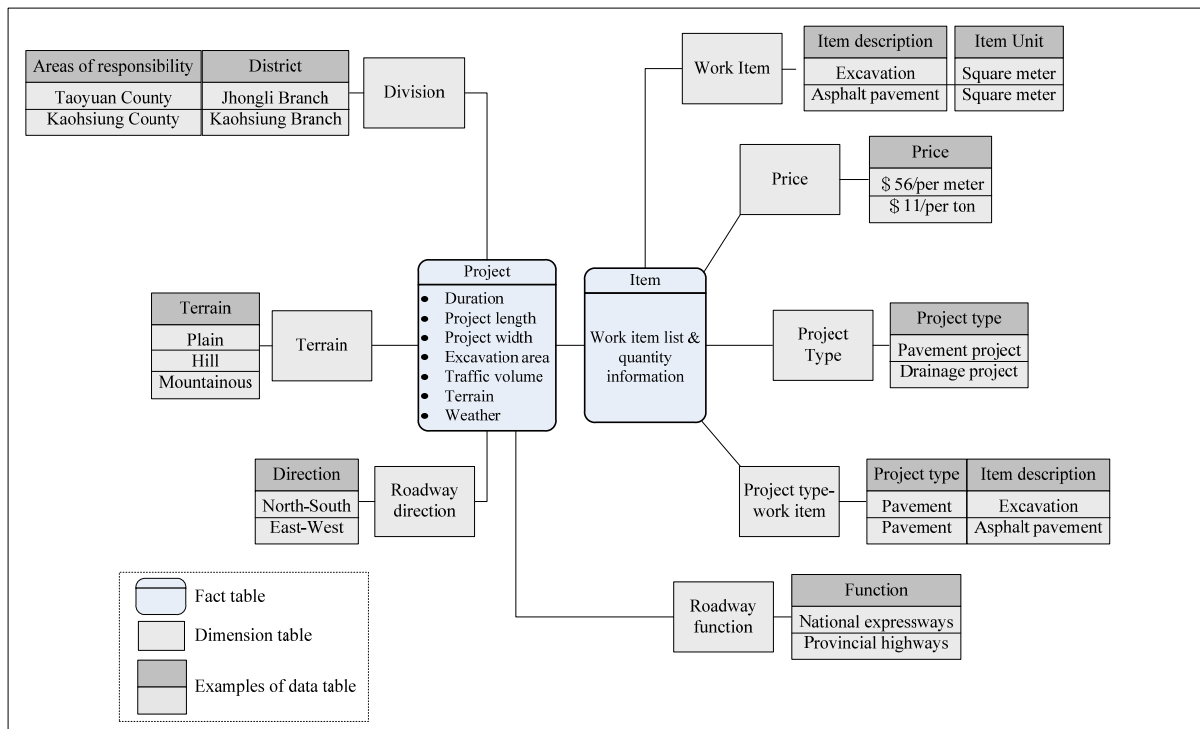 Areas of responsibility District
Taoyuan County Jhongli Branch
Kaohsiung County Kaohsiung Branch
Division
Work Item
Item description Item Unit
Excavation Square meter
Asphalt pavement Square meter
Price
Price
$ 56/per meter
$ 11/per ton
Terrain
Plain
Hill
Mountainous
Terrain
Project
• Duration
• Project length
• Project width
• Excavation area
• Traffic volume
• Terrain
• Weather
Item
Work item list &
quantity
information
Project
Type
Project type
Pavement project
Drainage project
Direction
North-South
East-West
Roadway
direction
Project type-
work item
Project type Item description
Pavement Excavation
Pavement Asphalt pavement
Roadway
function
Function
National expressways
Provincial highways
Fact table
Dimension table
Examples of data table